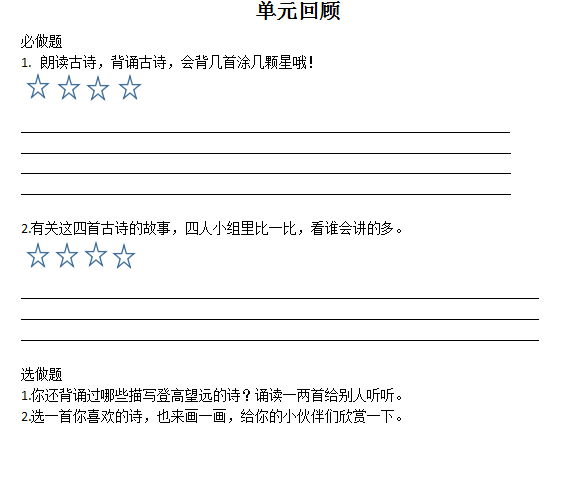 单元回顾
必做题
1. 朗读古诗，背诵古诗，会背几首涂几颗星哦！
2.有关这四首古诗的故事，四人小组里比一比，看谁会讲的多。
选做题
1.你还背诵过哪些描写登高望远的诗？诵读一两首给别人听听。
2.选一首你喜欢的诗，也来画一画，给你的小伙伴们欣赏一下。